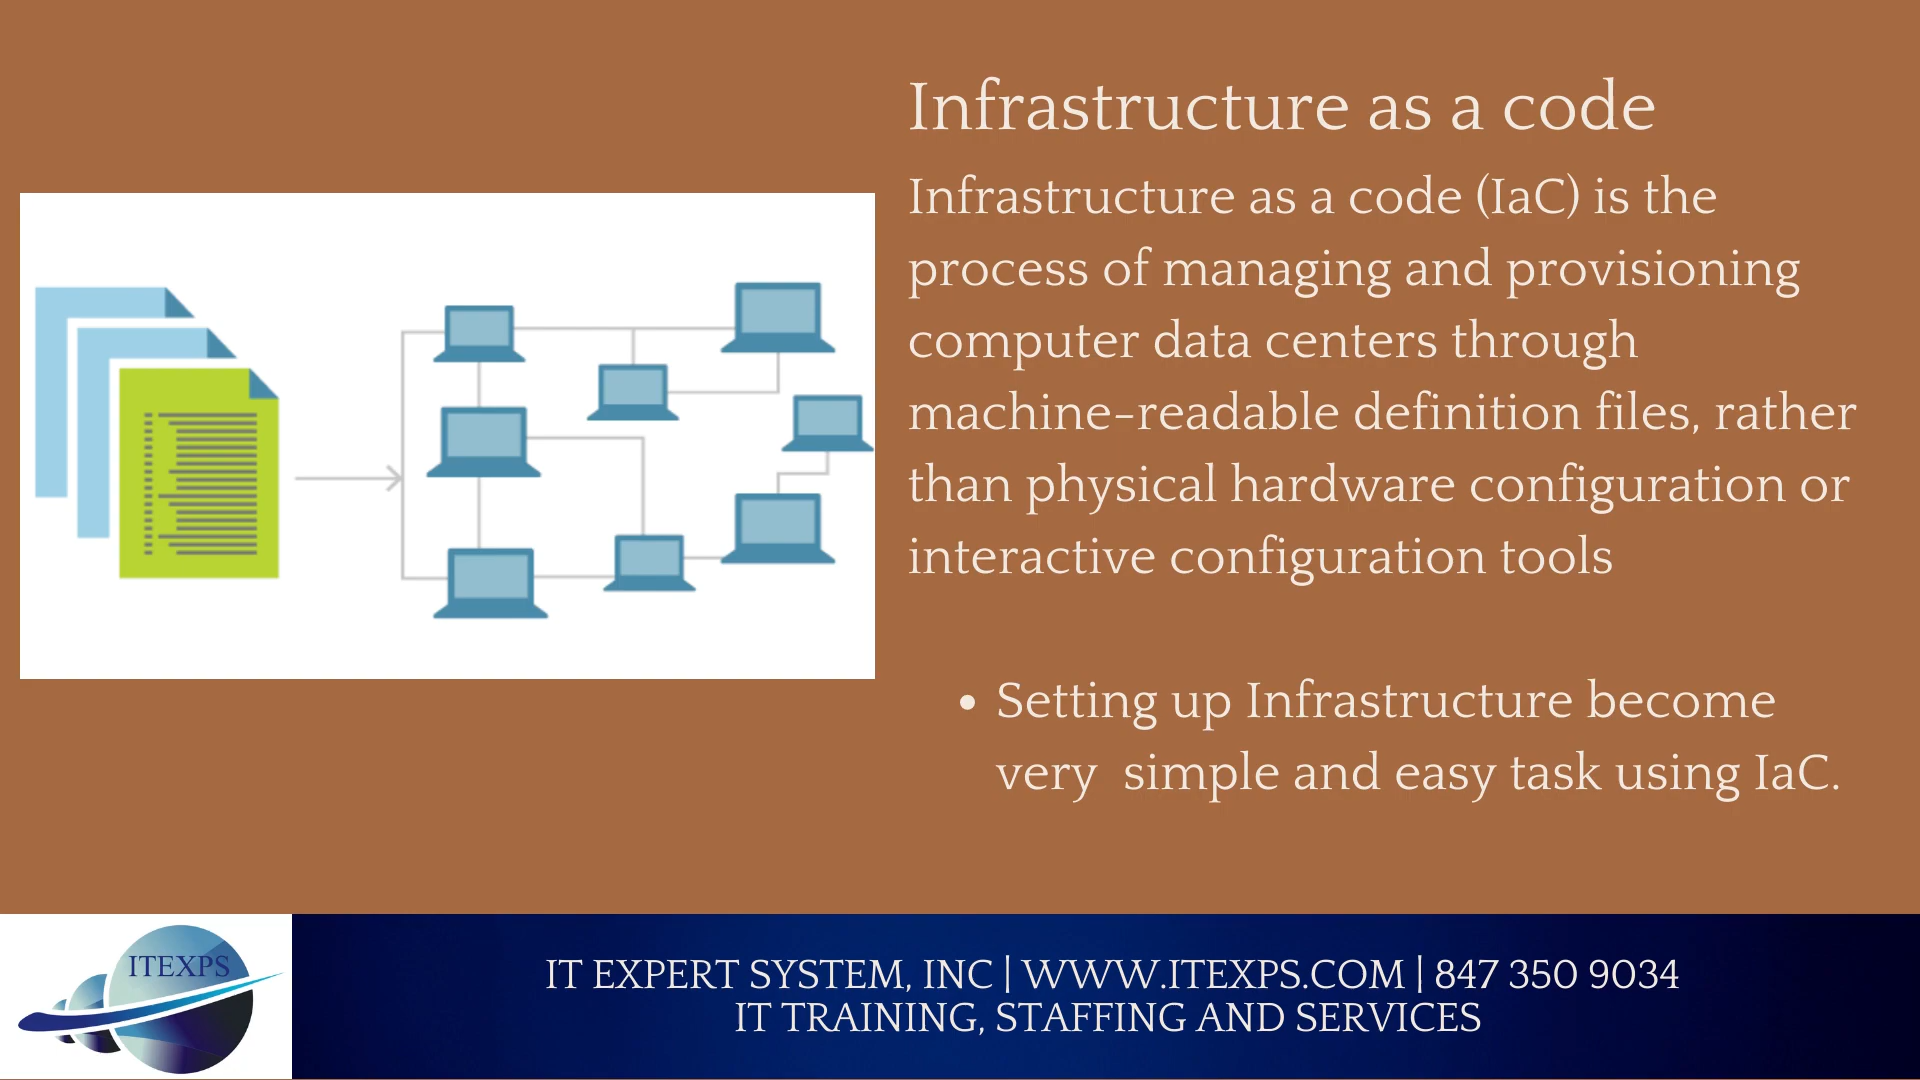 Infrastructure as a code
Infrastructure as a code (IaC) is the
process of managing and provisioning
computer data centers through
machine-readable definition files, rather
than physical hardware configuration or
interactive configuration tools
• Setting up Infrastructure become
very  simple and easy task using IaC.
ITEXPS
IT EXPERT SYSTEM, INC | WWW.ITEXPS.COM | 847 350 9034
IT TRAINING, STAFFING AND SERVICES